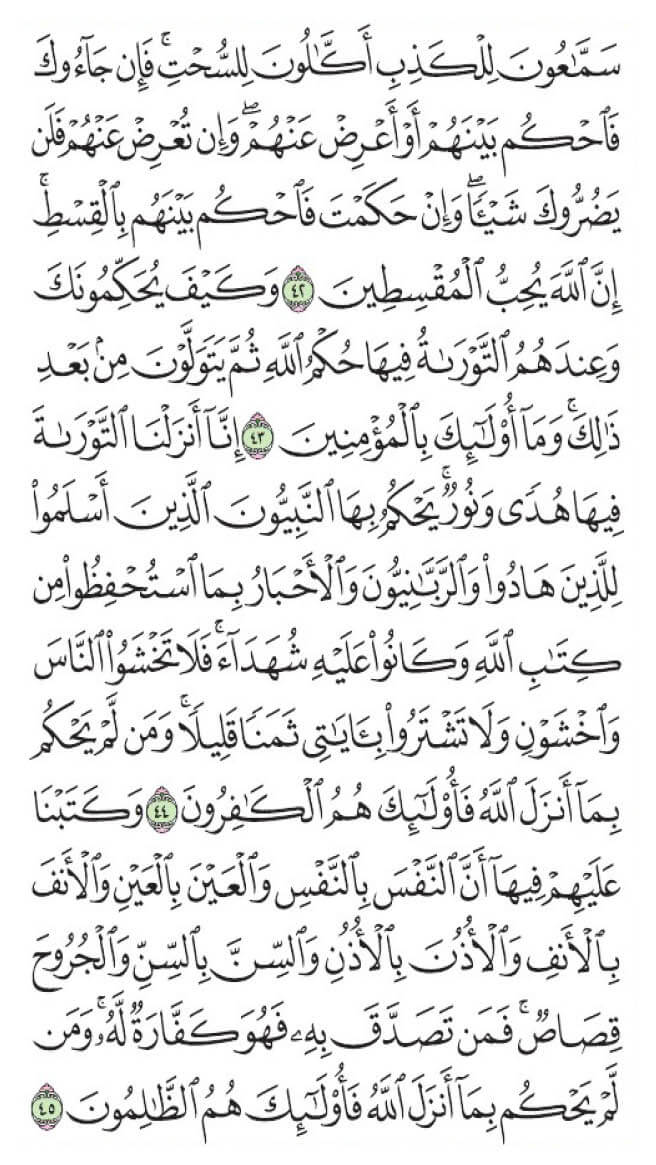 سَمَّٰعُونَ لِلْكَذِبِ أَكَّٰلُونَ لِلسُّحْتِ ۚ فَإِن جَآءُوكَ
فَٱحْكُم بَيْنَهُمْ أَوْ أَعْرِضْ عَنْهُمْ ۖ وَإِن تُعْرِضْ عَنْهُمْ فَلَن
يَضُرُّوكَ شَيْـًٔا ۖ وَإِنْ حَكَمْتَ فَٱحْكُم بَيْنَهُم بِٱلْقِسْطِ ۚ
إِنَّ ٱللَّهَ يُحِبُّ ٱلْمُقْسِطِينَ ٤٢ وَكَيْفَ يُحَكِّمُونَكَ
وَعِندَهُمُ ٱلتَّوْرَىٰةُ فِيهَا حُكْمُ ٱللَّهِ ثُمَّ يَتَوَلَّوْنَ مِنۢ بَعْدِ
ذَٰلِكَ ۚ وَمَآ أُو۟لَٰٓئِكَ بِٱلْمُؤْمِنِينَ ٤٣ إِنَّآ أَنزَلْنَا ٱلتَّوْرَىٰةَ
فِيهَا هُدًى وَنُورٌ ۚ يَحْكُمُ بِهَا ٱلنَّبِيُّونَ ٱلَّذِينَ أَسْلَمُوا۟
لِلَّذِينَ هَادُوا۟ وَٱلرَّبَّٰنِيُّونَ وَٱلْأَحْبَارُ بِمَا ٱسْتُحْفِظُوا۟ مِن
كِتَٰبِ ٱللَّهِ وَكَانُوا۟ عَلَيْهِ شُهَدَآءَ ۚ فَلَا تَخْشَوُا۟ ٱلنَّاسَ
وَٱخْشَوْنِ وَلَا تَشْتَرُوا۟ بِـَٔايَٰتِى ثَمَنًا قَلِيلًا ۚ وَمَن لَّمْ يَحْكُم
بِمَآ أَنزَلَ ٱللَّهُ فَأُو۟لَٰٓئِكَ هُمُ ٱلْكَٰفِرُونَ ٤٤ وَكَتَبْنَا
عَلَيْهِمْ فِيهَآ أَنَّ ٱلنَّفْسَ بِٱلنَّفْسِ وَٱلْعَيْنَ بِٱلْعَيْنِ وَٱلْأَنفَ
بِٱلْأَنفِ وَٱلْأُذُنَ بِٱلْأُذُنِ وَٱلسِّنَّ بِٱلسِّنِّ وَٱلْجُرُوحَ
قِصَاصٌ ۚ فَمَن تَصَدَّقَ بِهِۦ فَهُوَ كَفَّارَةٌ لَّهُۥ ۚ وَمَن
لَّمْ يَحْكُم بِمَآ أَنزَلَ ٱللَّهُ فَأُو۟لَٰٓئِكَ هُمُ ٱلظَّٰلِمُونَ ٤٥